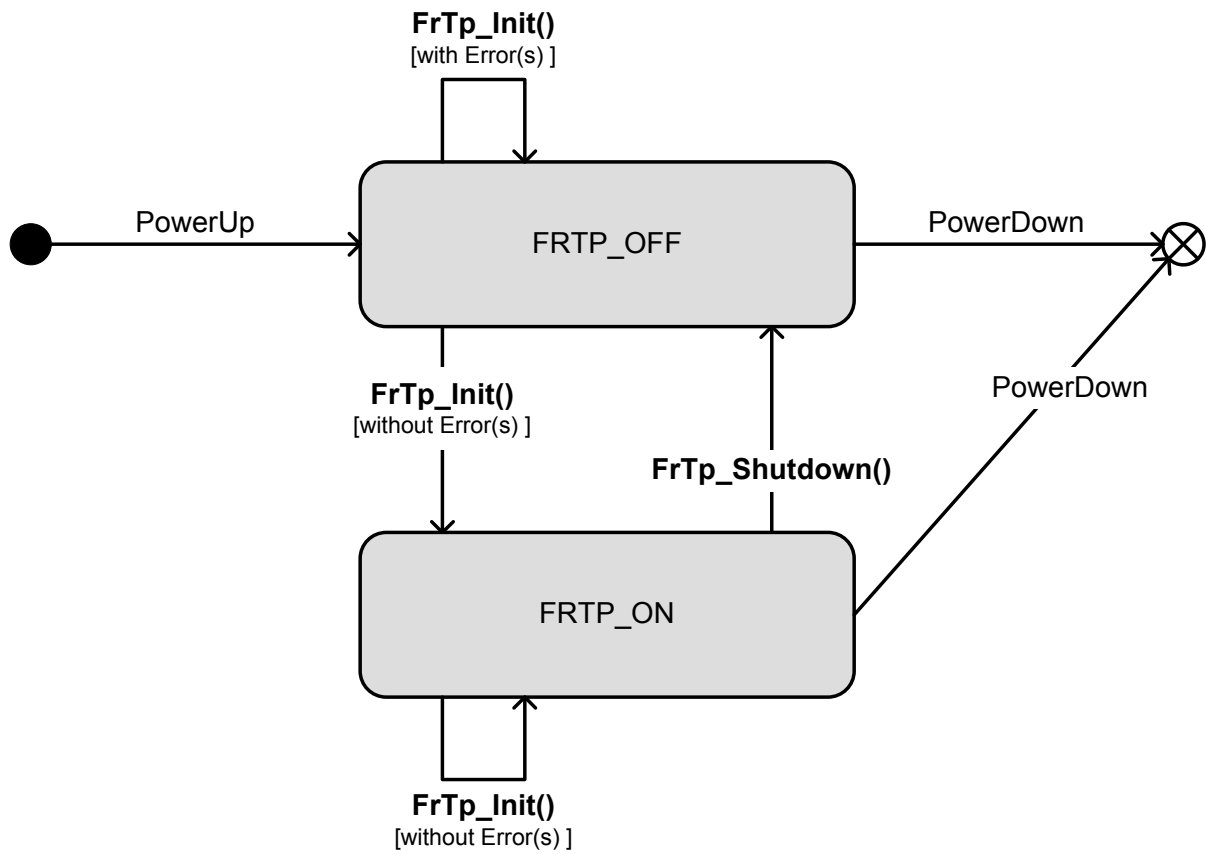 FrTp_Init()
[with Error(s) ]
PowerUp
FRTP_OFF
PowerDown
FrTp_Init()
[without Error(s) ]
PowerDown
FrTp_Shutdown()
FRTP_ON
FrTp_Init()
[without Error(s) ]